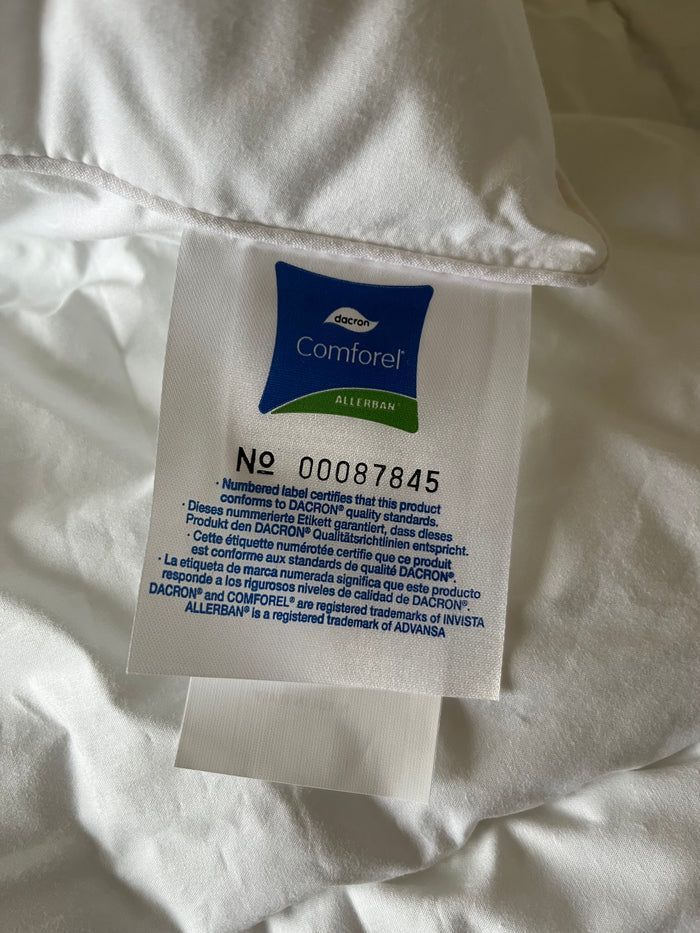 dacron
Comforel®
ALLERBAN®
Nº 00087845
· Numbered label certifies that this product
conforms to DACRON® quality standards.
· Dieses nummerierte Etikett garantiert, dass dieses
Produkt den DACRON® Qualitätsrichtlinien entspricht.
· Cette étiquette numérotée certifie que ce produit
est conforme aux standards de qualité DACRON®.
· La etiqueta de marca numerada significa que este producto
responde a los rigurosos niveles de calidad de DACRON®.
DACRON® and COMFOREL® are registered trademarks of INVISTA
ALLERBAN® is a registered trademark of ADVANSA